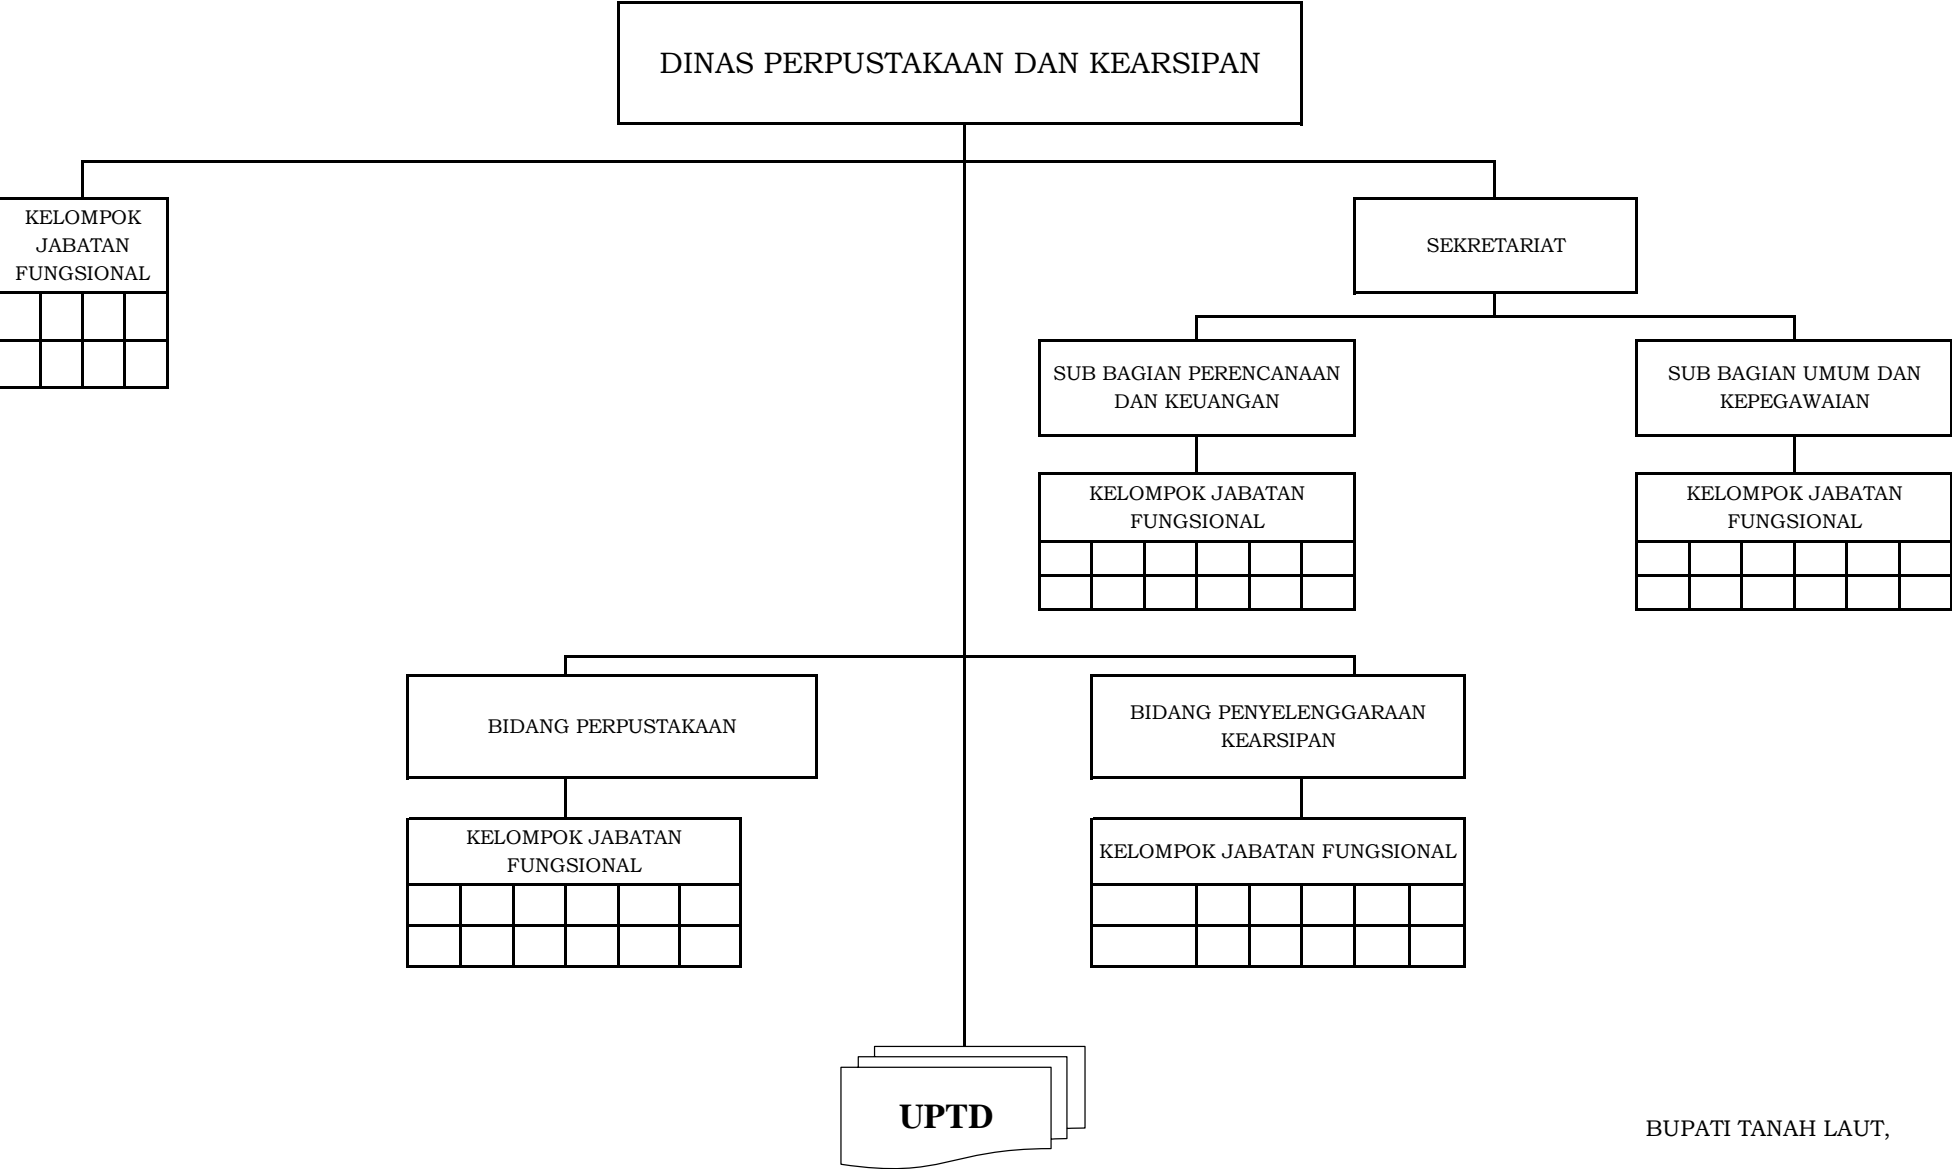 DINAS PERPUSTAKAAN DAN KEARSIPAN
KELOMPOK
JABATAN
FUNGSIONAL
SEKRETARIAT
SUB BAGIAN PERENCANAAN
DAN KEUANGAN
SUB BAGIAN UMUM DAN
KEPEGAWAIAN
KELOMPOK JABATAN
FUNGSIONAL
KELOMPOK JABATAN
FUNGSIONAL
BIDANG PERPUSTAKAAN
BIDANG PENYELENGGARAAN
KEARSIPAN
KELOMPOK JABATAN
FUNGSIONAL
KELOMPOK JABATAN FUNGSIONAL
UPTD
BUPATI TANAH LAUT,